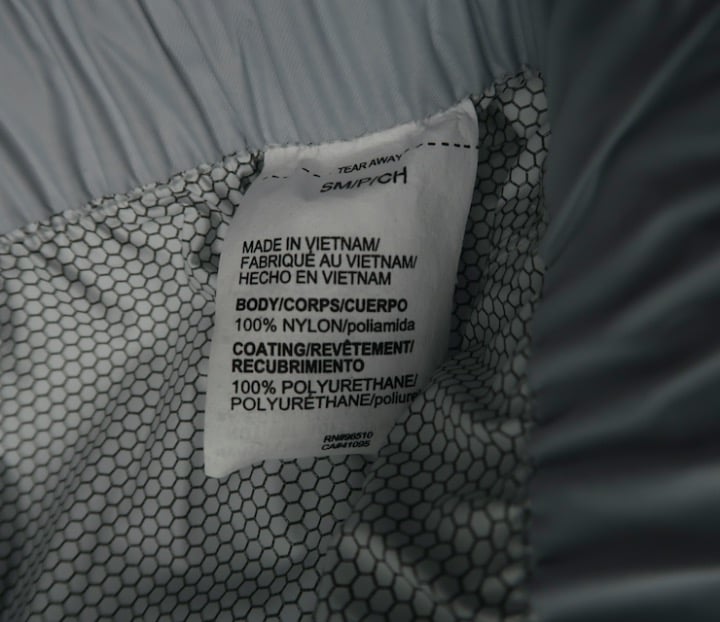 TEAR AWAY
SM/P/CH
MADE IN VIETNAM/
FABRIQUÉ AU VIETNAM/
HECHO EN VIETNAM
BODY/CORPS/CUERPO
100% NYLON/poliamida
COATING/REVÊTEMENT/
RECUBRIMIENTO
100% POLYURETHANE/
POLYURÉTHANE/poliure
RN#96510
CA#41095